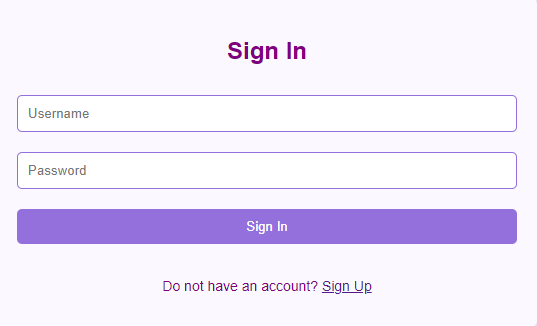 Sign In
Username
Password
Sign In
Do not have an account? Sign Up